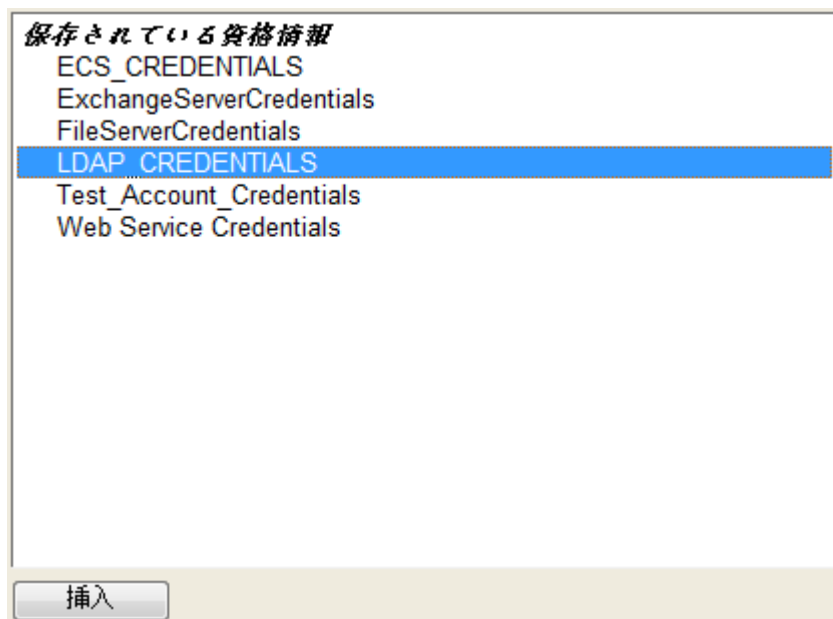 保存されている資格情報
ECS_CREDENTIALS
ExchangeServerCredentials
FileServerCredentials
LDAP_CREDENTIALS
Test_Account_Credentials
Web Service Credentials
挿入